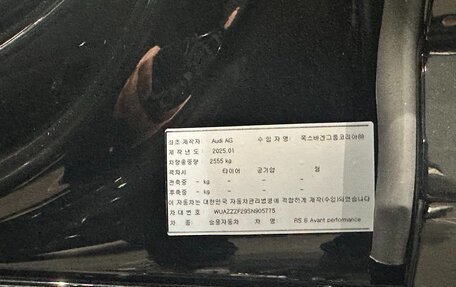 최초 제작자 Audi AG 수 입 자 명: 폭스바겐그룹코리아㈜
제 작 년 도: 2025.01
차량총중량 2555 kg
타이어 공기압 림
전축중 - kg - - -
후축중 - kg - - -
이 자동차는 대한민국 자동차관리법령에 적합하게 제작(수입)되었습니다
차 대 번 호 WUAZZZF29SN905775
차 종: 승용자동차 차 명: RS 6 Avant performance